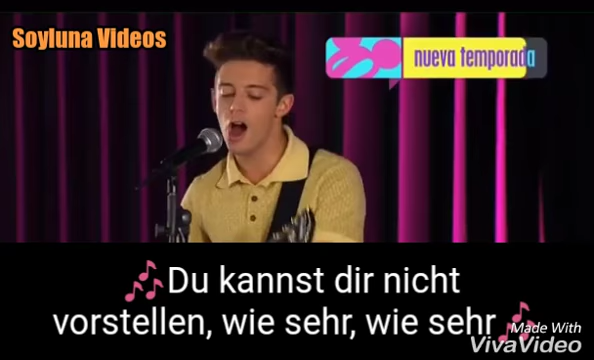 Soyluna Videos
nueva temporada
🎶Du kannst dir nicht
vorstellen, wie sehr, wie sehr🎶
Made With
VivaVideo